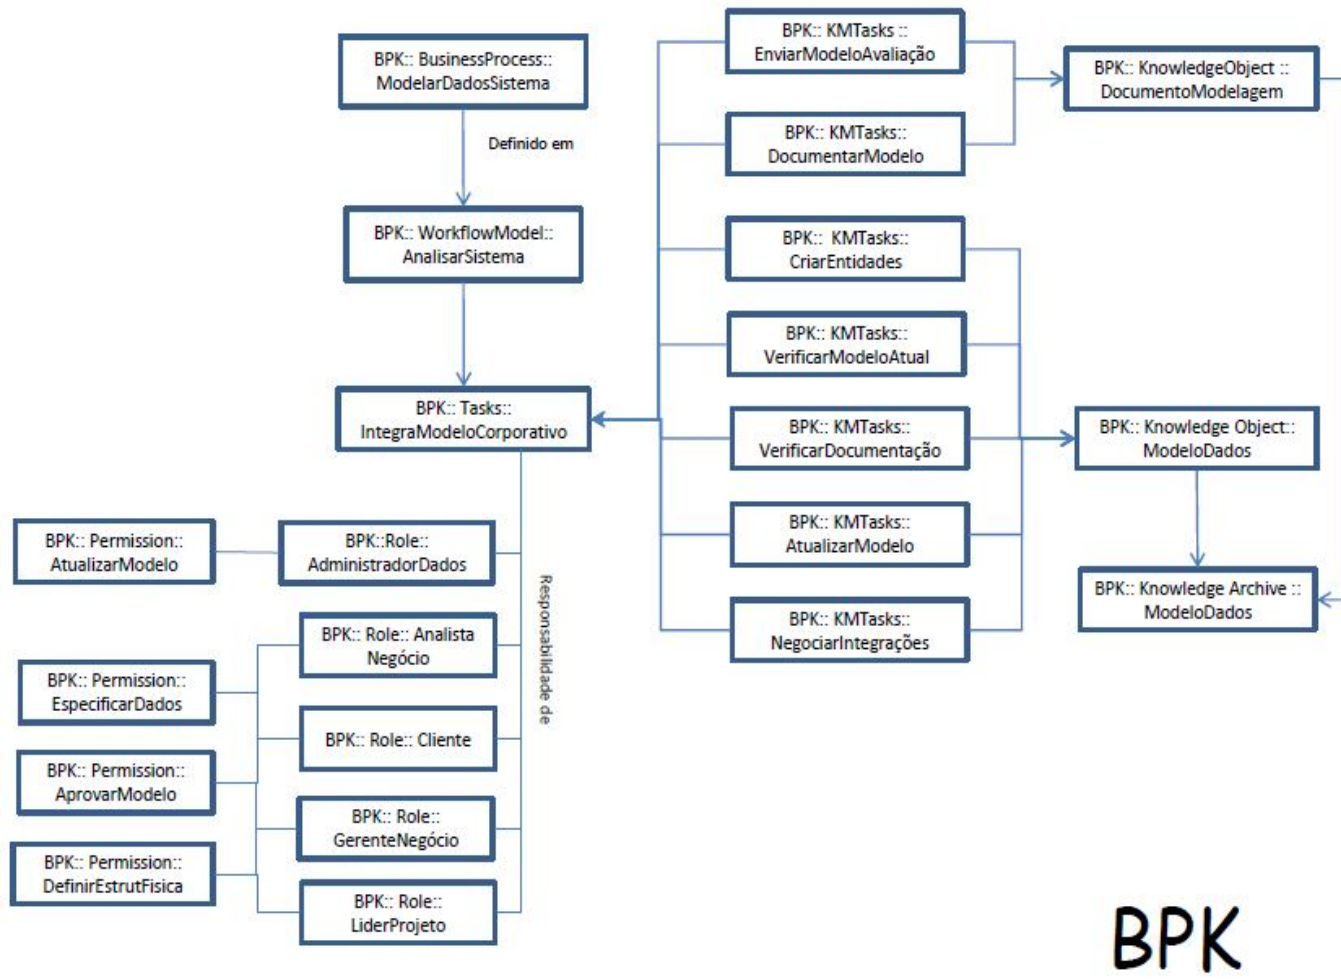 BPK:: BusinessProcess::
ModelarDadosSistema
Definido em
BPK:: WorkflowModel::
AnalisarSistema
BPK:: Tasks::
IntegraModeloCorporativo
BPK:: Permission::
AtualizarModelo
BPK::Role::
AdministradorDados
BPK:: Role:: Analista
Negócio
BPK:: Permission::
EspecificarDados
BPK:: Role:: Cliente
BPK:: Permission::
AprovarModelo
BPK:: Role::
GerenteNegócio
BPK:: Permission::
DefinirEstrutFisica
BPK:: Role::
LiderProjeto
Responsabilidade de
BPK:: KMTasks ::
EnviarModeloAvaliação
BPK:: KMTasks::
DocumentarModelo
BPK:: KMTasks::
CriarEntidades
BPK:: KMTasks::
VerificarModeloAtual
BPK:: KMTasks::
VerificarDocumentação
BPK:: KMTasks::
AtualizarModelo
BPK:: KMTasks::
NegociarIntegrações
BPK:: KnowledgeObject ::
DocumentoModelagem
BPK:: Knowledge Object::
ModeloDados
BPK:: Knowledge Archive ::
ModeloDados
BPK